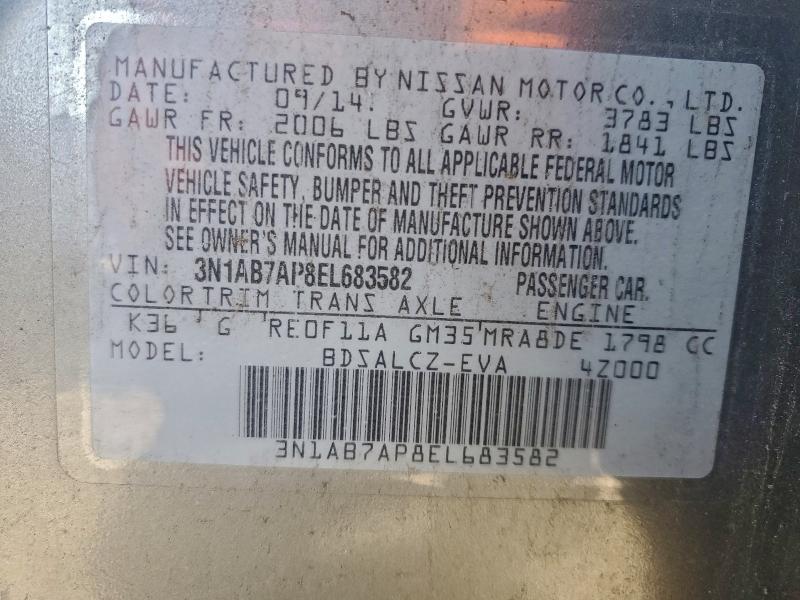 MANUFACTURED BY NISSAN MOTOR CO., LTD.
DATE: 09/14. GVWR: 3783 LBS
GAWR FR: 2006 LBS GAWR RR: 1841 LBS
THIS VEHICLE CONFORMS TO ALL APPLICABLE FEDERAL MOTOR
VEHICLE SAFETY, BUMPER AND THEFT PREVENTION STANDARDS
IN EFFECT ON THE DATE OF MANUFACTURE SHOWN ABOVE.
SEE OWNER'S MANUAL FOR ADDITIONAL INFORMATION.
VIN: 3N1AB7AP8EL683582 PASSENGER CAR.
COLOR TRIM TRANS AXLE ENGINE
K36 G RE0F11A GM35 MRA8DE 1798 CC
MODEL: BDSALCZ-EVA 4Z000
3N1AB7AP8EL683582